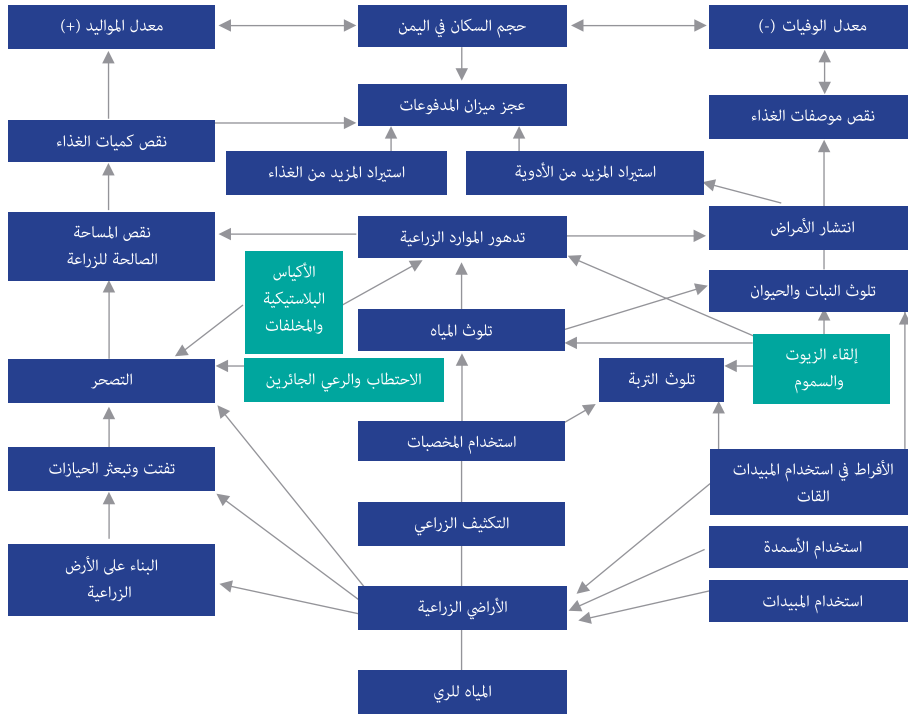 معدل الوفيات (-)
حجم السكان في اليمن
معدل المواليد (+)
عجز ميزان المدفوعات
نقص موصفات الغذاء
نقص كميات الغذاء
استيراد المزيد من الأدوية
استيراد المزيد من الغذاء
انتشار الأمراض
تدهور الموارد الزراعية
نقص المساحة
الصالحة للزراعة
الأكياس
البلاستيكية
والمخلفات
تلوث النبات والحيوان
تلوث المياه
إلقاء الزيوت
والسموم
تلوث التربة
الاحتطاب والرعي الجائرين
التصحر
استخدام المخصبات
الأفراط في استخدام المبيدات
القات
تفتت وتبعثر الحيازات
التكثيف الزراعي
استخدام الأسمدة
البناء على الأرض
الزراعية
الأراضي الزراعية
استخدام المبيدات
المياه للري